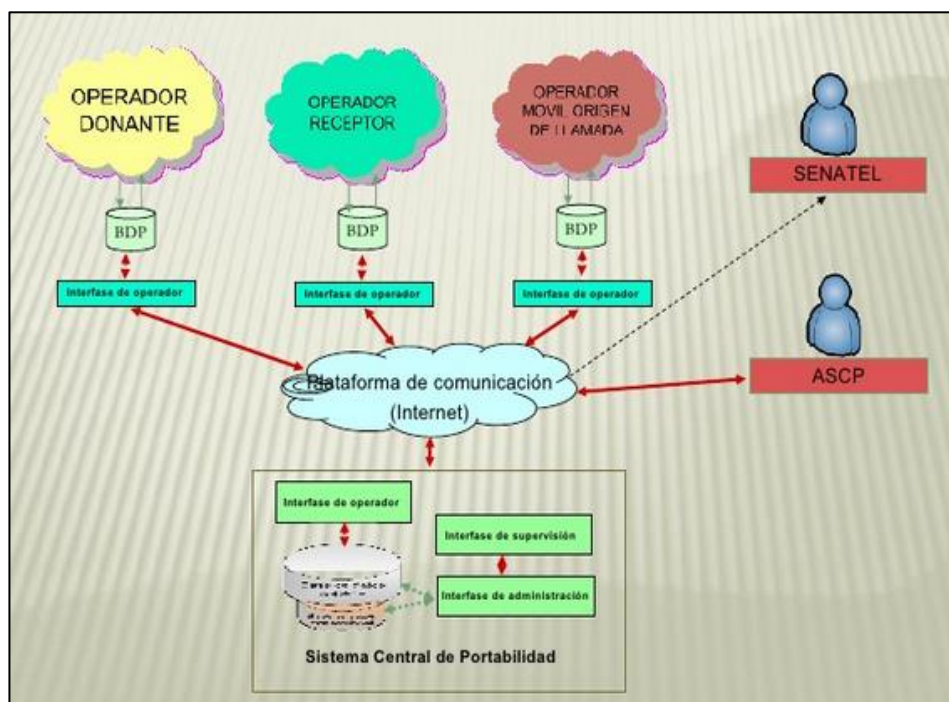 OPERADOR
DONANTE
OPERADOR
RECEPTOR
OPERADOR
MOVIL ORIGEN
DE LLAMADA
SENATEL
BDP
BDP
BDP
Interfase de operador
Interfase de operador
Interfase de operador
ASCP
Plataforma de comunicación
(Internet)
Interfase de operador
Interfase de supervisión
Interfase de administración
Sistema Central de Portabilidad